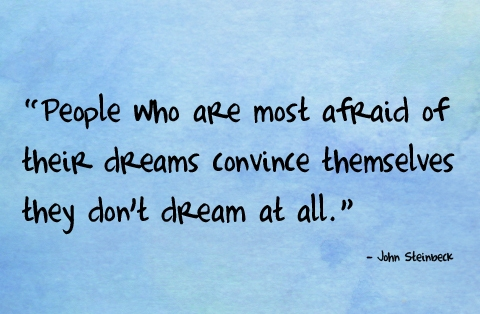 “People who are most afraid of
their dreams convince themselves
they don't dream at all.”
- John Steinbeck